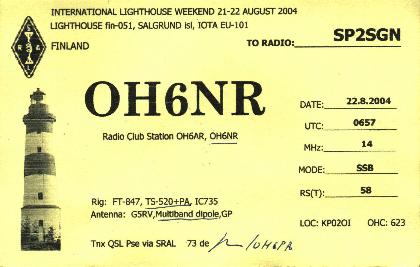 INTERNATIONAL LIGHTHOUSE WEEKEND 21-22 AUGUST 2004
LIGHTHOUSE fin-051, SALGRUND isl, IOTA EU-101
FINLAND
TO RADIO: SP2SGN
OH6NR
Radio Club Station OH6AR, OH6NR
DATE: 22.8.2004
UTC: 0657
MHz: 14
MODE: SSB
RS(T): 58
Rig: FT-847, TS-520+PA, IC735
Antenna: G5RV,Multiband dipole,GP
LOC: KP02OI OHC: 623
Tnx QSL Pse via SRAL 73 de /OH6PA